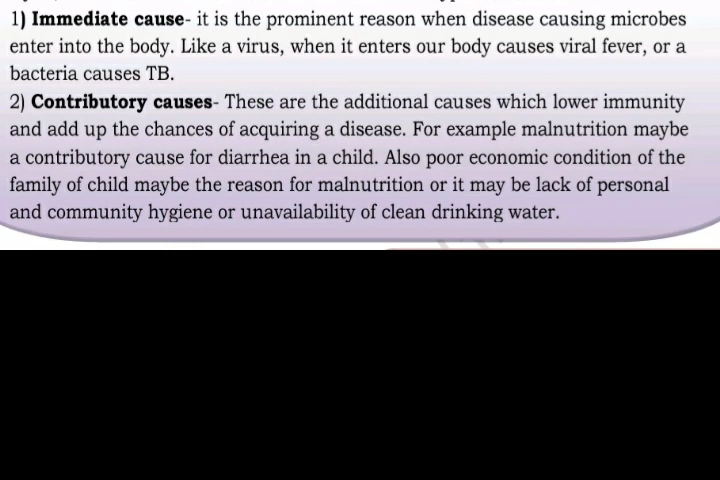 1) Immediate cause- it is the prominent reason when disease causing microbes
enter into the body. Like a virus, when it enters our body causes viral fever, or a
bacteria causes TB.
2) Contributory causes- These are the additional causes which lower immunity
and add up the chances of acquiring a disease. For example malnutrition maybe
a contributory cause for diarrhea in a child. Also poor economic condition of the
family of child maybe the reason for malnutrition or it may be lack of personal
and community hygiene or unavailability of clean drinking water.